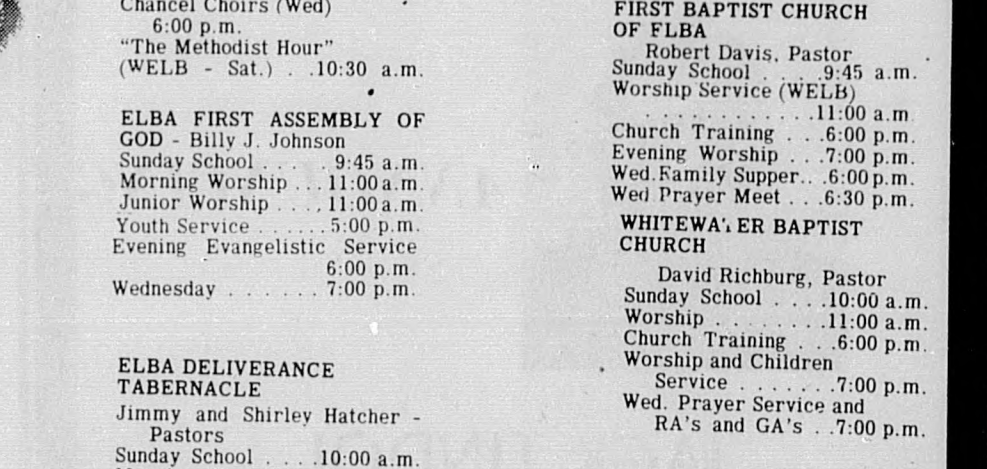 Chancel Choirs (Wed)
6:00 p.m.
"The Methodist Hour"
(WELB - Sat.) . .10:30 a.m.
ELBA FIRST ASSEMBLY OF
GOD - Billy J. Johnson
Sunday School . . . . . 9:45 a.m.
Morning Worship . . . 11:00 a.m.
Junior Worship . . . . 11:00 a.m.
Youth Service . . . . . . 5:00 p.m.
Evening Evangelistic Service
6:00 p.m.
Wednesday . . . . . . . 7:00 p.m.
ELBA DELIVERANCE
TABERNACLE
Jimmy and Shirley Hatcher -
Pastors
Sunday School . . . .10:00 a.m.
FIRST BAPTIST CHURCH
OF FLBA
Robert Davis, Pastor
Sunday School . . . . 9:45 a.m.
Worship Service (WELB)
. . . . . . . . . . . . .11:00 a.m
Church Training . . .6:00 p.m.
Evening Worship . . .7:00 p.m.
Wed.Family Supper. . .6:00 p.m.
Wed Prayer Meet . . .6:30 p.m.
WHITEWA ER BAPTIST
CHURCH
David Richburg, Pastor
Sunday School . . . .10:00 a.m.
Worship . . . . . . . .11:00 a.m.
Church Training . . .6:00 p.m.
Worship and Children
Service . . . . . . .7:00 p.m.
Wed. Prayer Service and
RA's and GA's . .7:00 p.m.